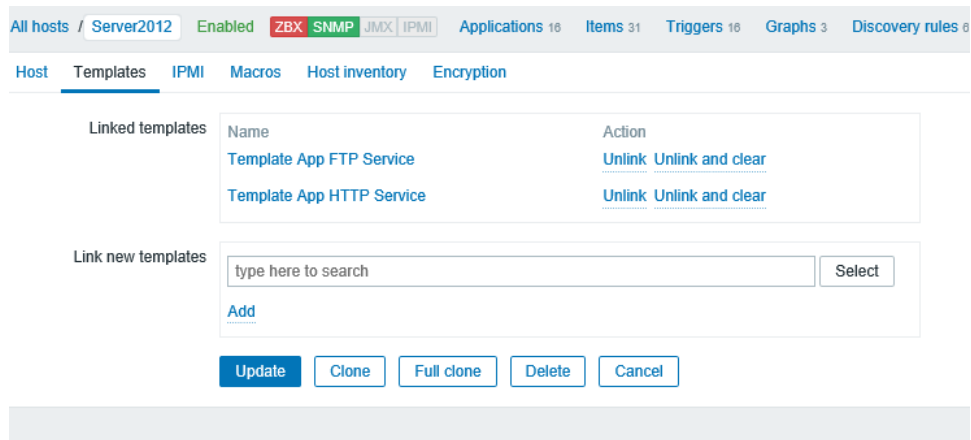 All hosts / Server2012 Enabled ZBX SNMP JMX IPMI Applications 16 Items 31 Triggers 16 Graphs 3 Discovery rules 6
Host Templates IPMI Macros Host inventory Encryption
Linked templates Name Action
Template App FTP Service Unlink Unlink and clear
Template App HTTP Service Unlink Unlink and clear
Link new templates
type here to search Select
Add
Update Clone Full clone Delete Cancel